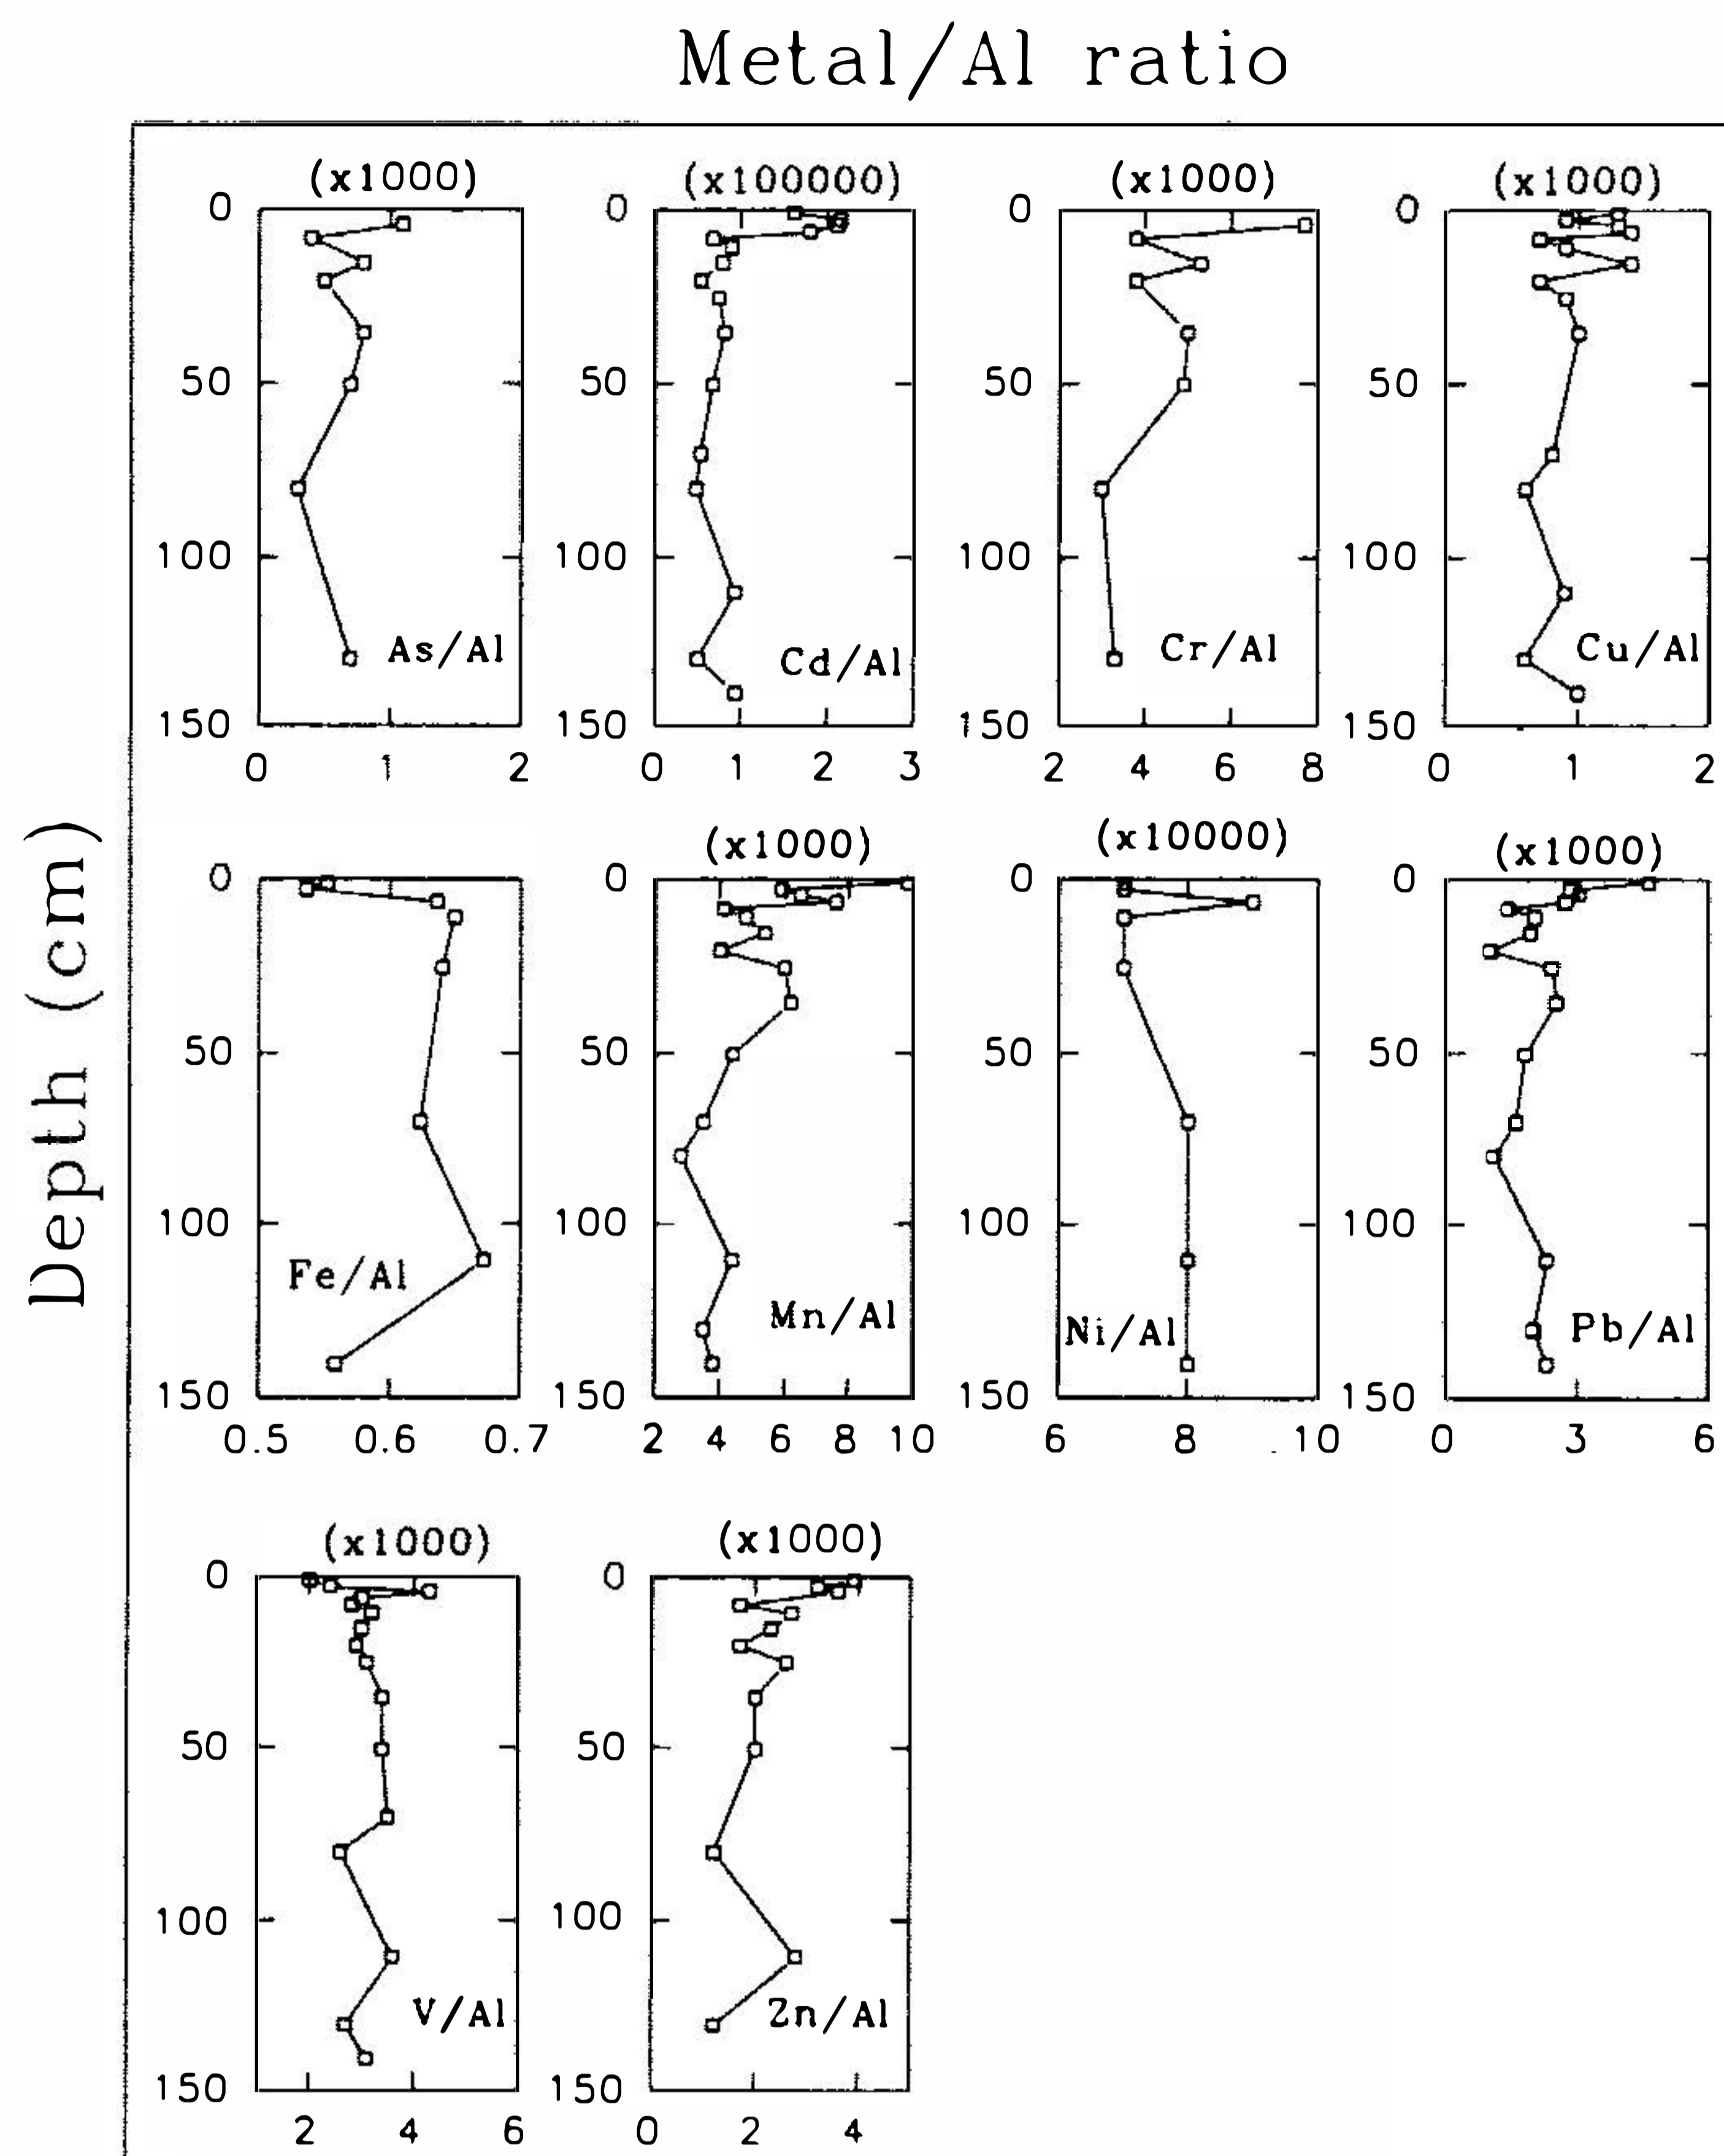 Metal/Al ratio
Depth (cm)
(x1000) (x100000) (x1000) (x1000)
0 0 0 0
50 50 50 50
100 100 100 100
As/Al Cd/Al Cr/Al Cu/Al
150 150 150 150
0 1 2 0 1 2 3 2 4 6 8 0 1 2
(x1000) (x10000) (x1000)
0 0 0 0
50 50 50 50
100 100 100 100
Fe/Al Mn/Al Ni/Al Pb/Al
150 150 150 150
0.5 0.6 0.7 2 4 6 8 10 6 8 10 0 3 6
(x1000) (x1000)
0 0
50 50
100 100
V/Al Zn/Al
150 150
2 4 6 0 2 4